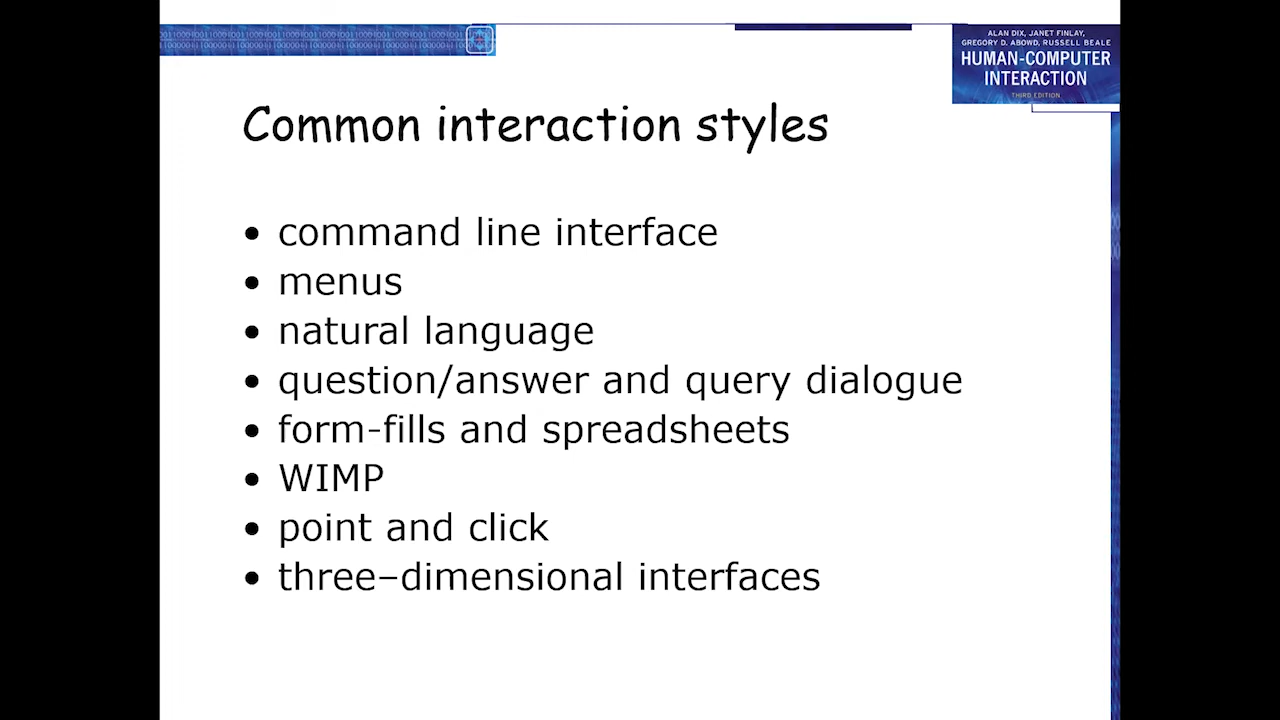 ALAN DIX, JANET FINLAY,
GREGORY D. ABOWD, RUSSELL BEALE
HUMAN-COMPUTER
INTERACTION
THIRD EDITION
Common interaction styles
• command line interface
• menus
• natural language
• question/answer and query dialogue
• form-fills and spreadsheets
• WIMP
• point and click
• three–dimensional interfaces